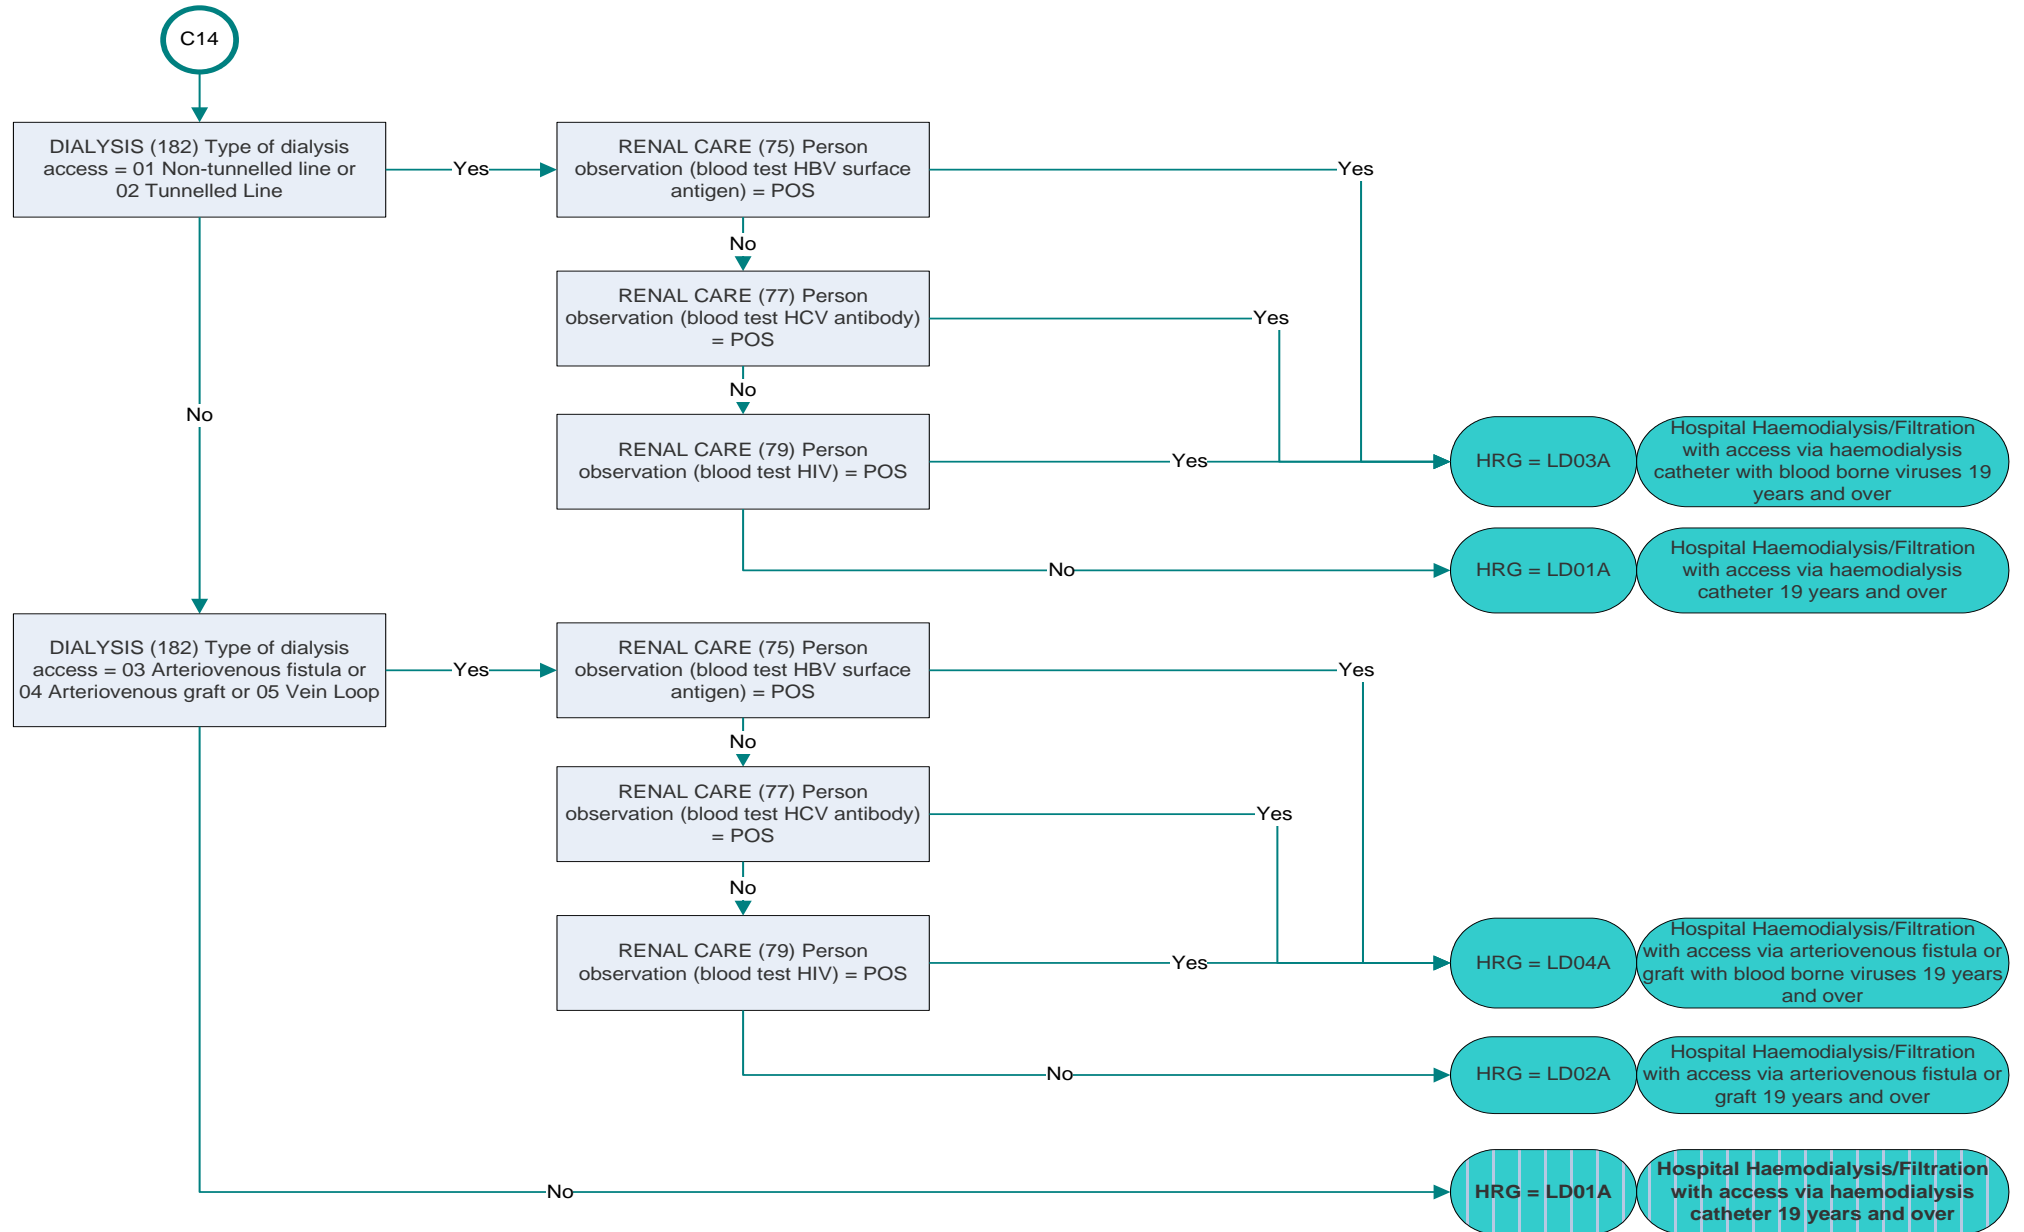 C14
DIALYSIS (182) Type of dialysis
access = 01 Non-tunnelled line or
02 Tunnelled Line
Yes
RENAL CARE (75) Person
observation (blood test HBV surface
antigen) = POS
Yes
No
RENAL CARE (77) Person
observation (blood test HCV antibody)
= POS
Yes
No
No
RENAL CARE (79) Person
observation (blood test HIV) = POS
Yes
HRG = LD03A
Hospital Haemodialysis/Filtration
with access via haemodialysis
catheter with blood borne viruses 19
years and over
No
HRG = LD01A
Hospital Haemodialysis/Filtration
with access via haemodialysis
catheter 19 years and over
DIALYSIS (182) Type of dialysis
access = 03 Arteriovenous fistula or
04 Arteriovenous graft or 05 Vein Loop
Yes
RENAL CARE (75) Person
observation (blood test HBV surface
antigen) = POS
Yes
No
RENAL CARE (77) Person
observation (blood test HCV antibody)
= POS
Yes
No
RENAL CARE (79) Person
observation (blood test HIV) = POS
Yes
HRG = LD04A
Hospital Haemodialysis/Filtration
with access via arteriovenous fistula or
graft with blood borne viruses 19 years
and over
No
HRG = LD02A
Hospital Haemodialysis/Filtration
with access via arteriovenous fistula or
graft 19 years and over
No
HRG = LD01A
Hospital Haemodialysis/Filtration
with access via haemodialysis
catheter 19 years and over